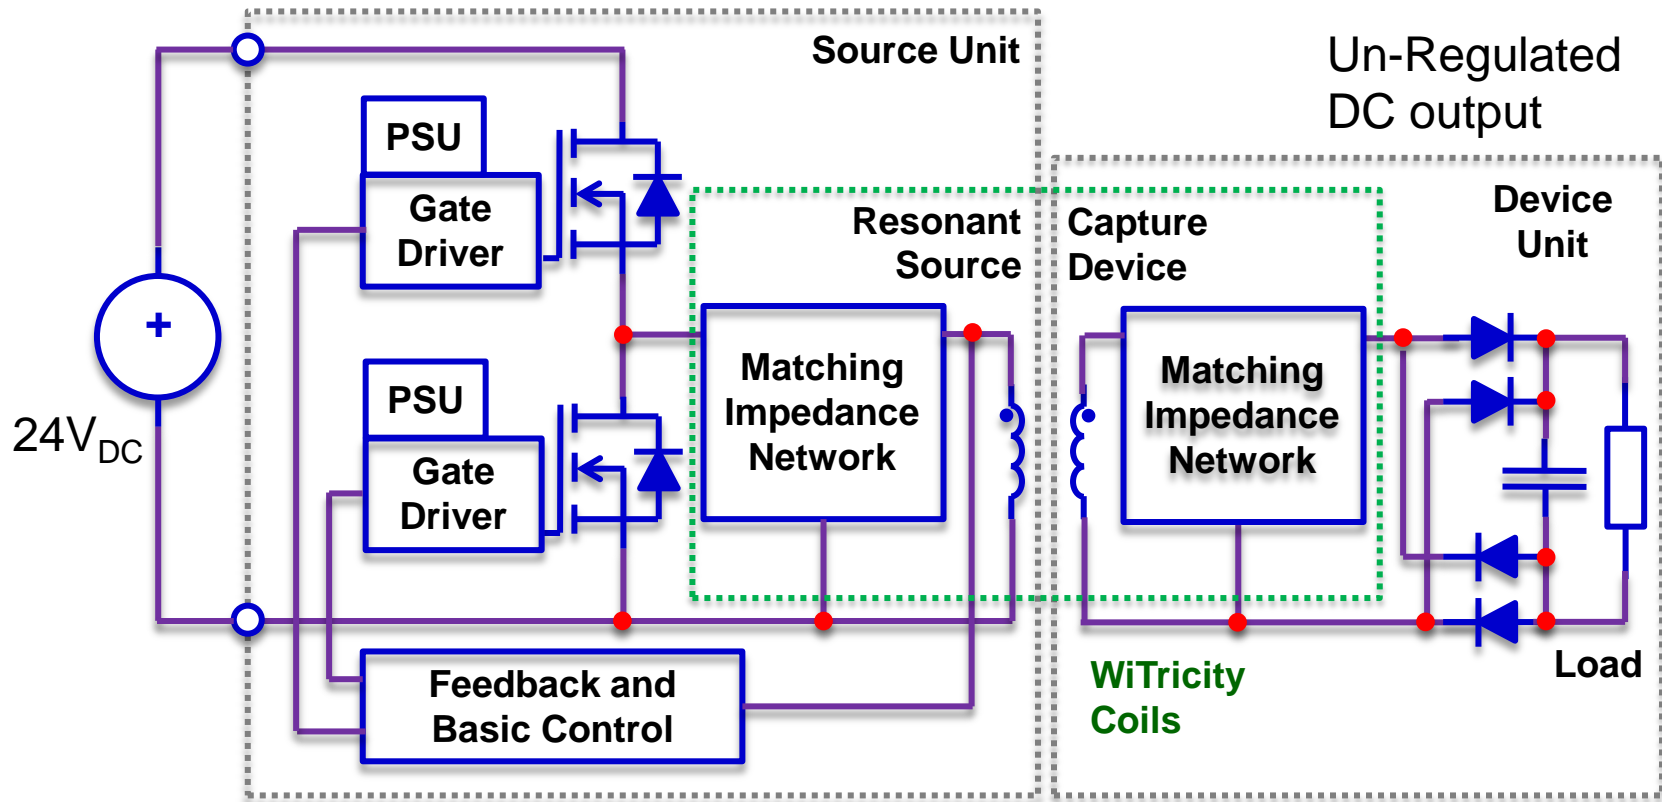 Source Unit
Un-Regulated
DC output
PSU
Gate
Driver
Resonant
Source
Capture
Device
Device
Unit
+
24VDC
PSU
Gate
Driver
Matching
Impedance
Network
Matching
Impedance
Network
Feedback and
Basic Control
WiTricity
Coils
Load